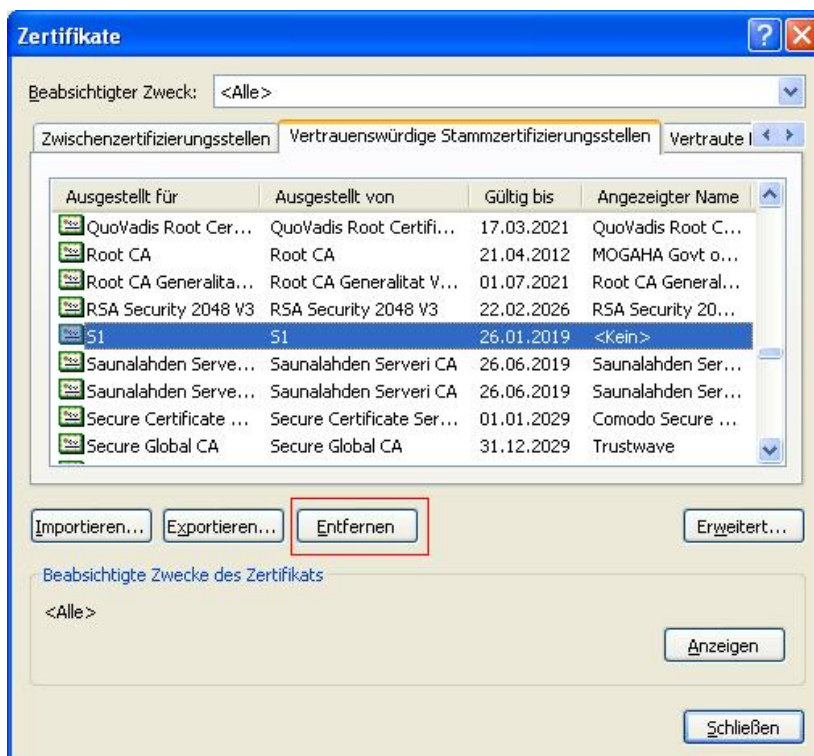 Zertifikate
Beabsichtigter Zweck: <Alle>
Zwischenzertifizierungsstellen Vertrauenswürdige Stammzertifizierungsstellen Vertraute
Ausgestellt für Ausgestellt von Gültig bis Angezeigter Name
QuoVadis Root Cer... QuoVadis Root Certifi... 17.03.2021 QuoVadis Root C...
Root CA Root CA 21.04.2012 MOGAHA Govt o...
Root CA Generalita... Root CA Generalitat V... 01.07.2021 Root CA General...
RSA Security 2048 V3 RSA Security 2048 V3 22.02.2026 RSA Security 20...
S1 S1 26.01.2019 <Kein>
Saunalahden Serve... Saunalahden Serveri CA 26.06.2019 Saunalahden Ser...
Saunalahden Serve... Saunalahden Serveri CA 26.06.2019 Saunalahden Ser...
Secure Certificate ... Secure Certificate Ser... 01.01.2029 Comodo Secure ...
Secure Global CA Secure Global CA 31.12.2029 Trustwave
Importieren... Exportieren... Entfernen Erweitert...
Beabsichtigte Zwecke des Zertifikats
<Alle>
Anzeigen
Schließen